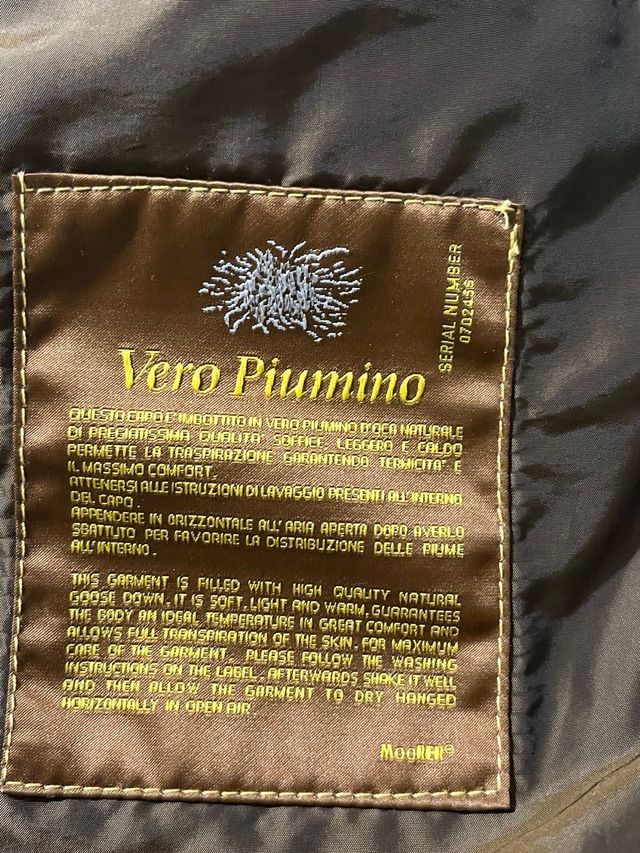 SERIAL NUMBER
0702456
Vero Piumino
QUESTO CAPO E' IMBOTTITO IN VERO PIUMINO D'OCA NATURALE
DI PREGIATISSIMA QUALITA' SOFFICE, LEGGERO E CALDO
PERMETTE LA TRASPIRAZIONE GARANTENDO TERMICITA' E
IL MASSIMO COMFORT.
ATTENERSI ALLE ISTRUZIONI DI LAVAGGIO PRESENTI ALL'INTERNO
DEL CAPO.
APPENDERE IN ORIZZONTALE ALL'ARIA APERTA DOPO AVERLO
SBATTUTO PER FAVORIRE LA DISTRIBUZIONE DELLE PIUME
ALL'INTERNO.
THIS GARMENT IS FILLED WITH HIGH QUALITY NATURAL
GOOSE DOWN. IT IS SOFT, LIGHT AND WARM, GUARANTEES
THE BODY AN IDEAL TEMPERATURE IN GREAT COMFORT AND
ALLOWS FULL TRANSPIRATION OF THE SKIN. FOR MAXIMUM
CARE OF THE GARMENT. PLEASE FOLLOW THE WASHING
INSTRUCTIONS ON THE LABEL. AFTERWARDS SHAKE IT WELL
AND THEN ALLOW THE GARMENT TO DRY HANGED
HORIZONTALLY IN OPEN AIR.
MooRER®